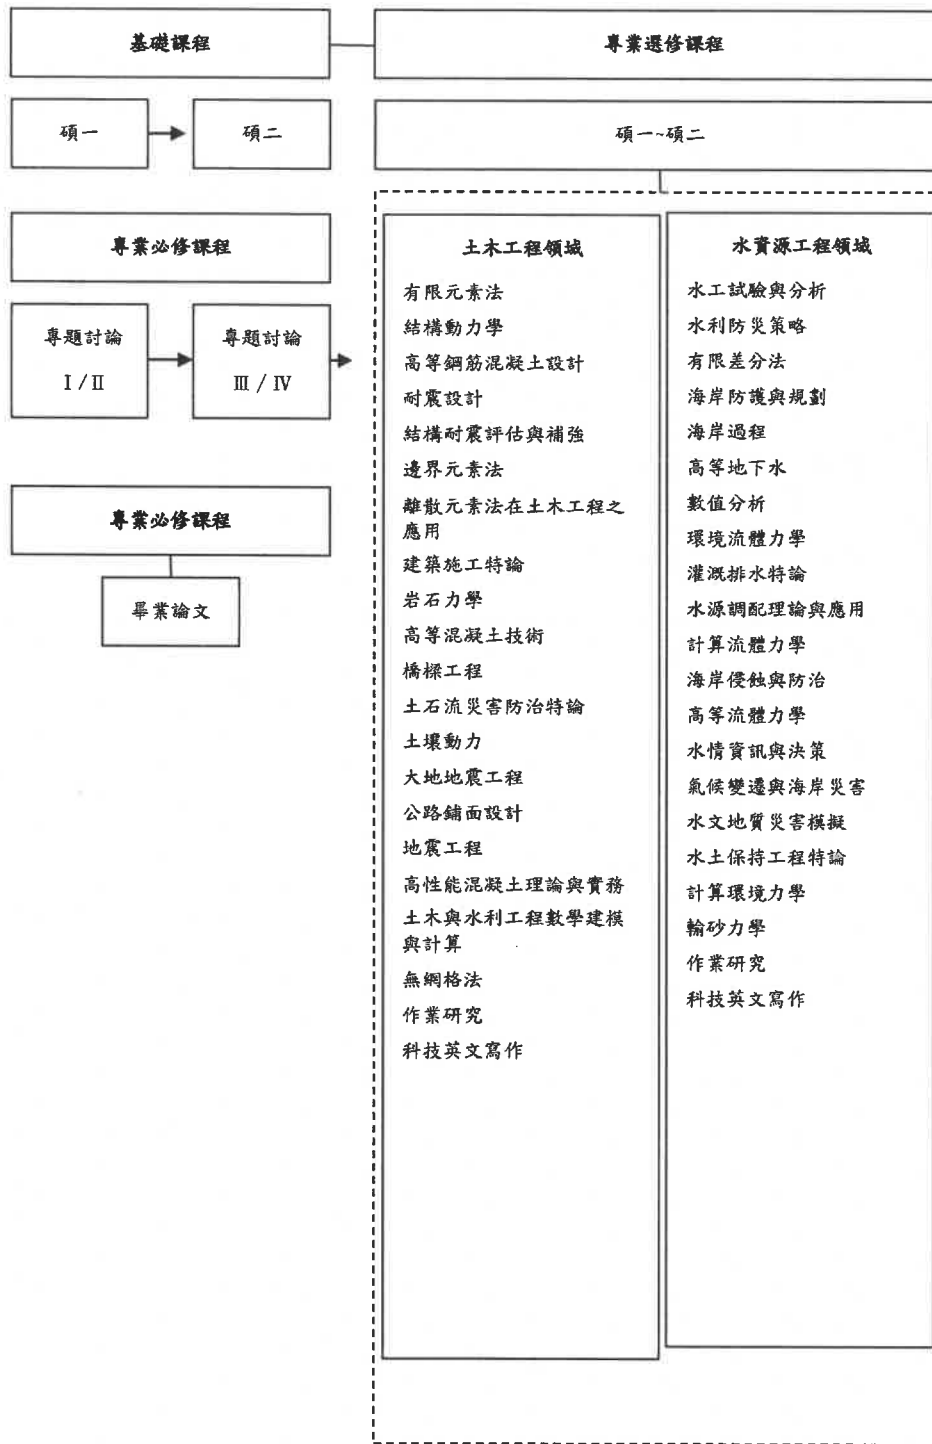 基礎課程
專業選修課程
碩一
碩二
碩一~碩二
專業必修課程
專題討論
I / II
專題討論
III / IV
專業必修課程
畢業論文
土木工程領域
有限元素法
結構動力學
高等鋼筋混凝土設計
耐震設計
結構耐震評估與補強
邊界元素法
離散元素法在土木工程之
應用
建築施工特論
岩石力學
高等混凝土技術
橋樑工程
土石流災害防治特論
土壤動力
大地地震工程
公路鋪面設計
地震工程
高性能混凝土理論與實務
土木與水利工程數學建模
與計算
無網格法
作業研究
科技英文寫作
水資源工程領域
水工試驗與分析
水利防災策略
有限差分法
海岸防護與規劃
海岸過程
高等地下水
數值分析
環境流體力學
灌溉排水特論
水源調配理論與應用
計算流體力學
海岸侵蝕與防治
高等流體力學
水情資訊與決策
氣候變遷與海岸災害
水文地質災害模擬
水土保持工程特論
計算環境力學
輸砂力學
作業研究
科技英文寫作